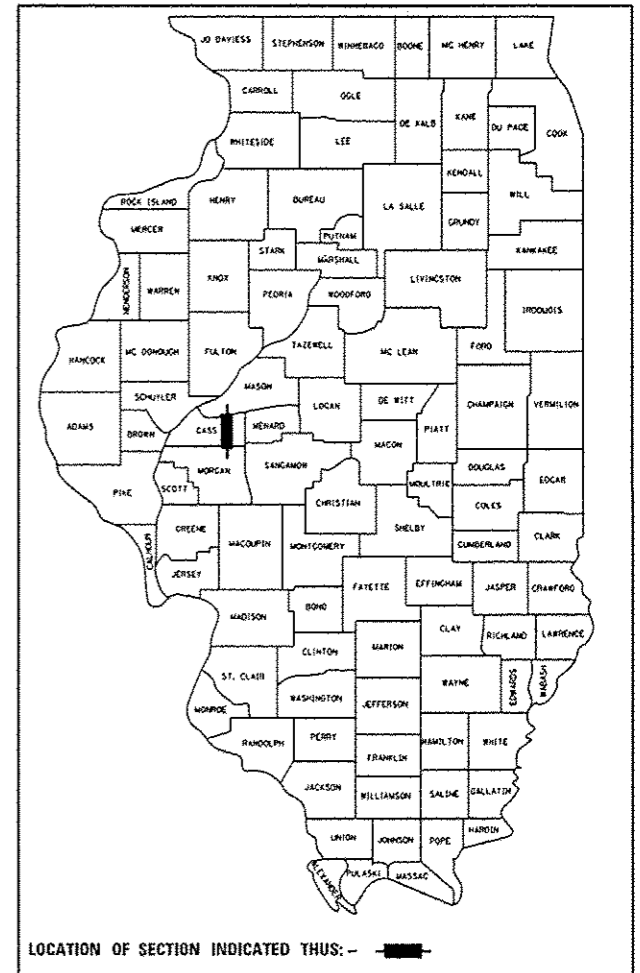 JO DAVIESS STEPHENSON WINNEBAGO BOONE MC HENRY LAKE
CARROLL OGLE DE KALB KANE DU PAGE COOK
WHITESIDE LEE KENDALL WILL
ROCK ISLAND HENRY BUREAU LA SALLE GRUNDY
MERCER PUTNAM KANKAKEE
HENDERSON WARREN KNOX STARK MARSHALL LIVINGSTON
PEORIA WOODFORD IROQUOIS
HANCOCK MC DONOUGH FULTON TAZEWELL MC LEAN FORD
MASON
SCHUYLER LOGAN DE WITT CHAMPAIGN VERMILION
ADAMS BROWN CASS MENARD MACON PIATT
MORGAN SANGAMON DOUGLAS
PIKE SCOTT CHRISTIAN MOULTRIE COLES EDGAR
CALHOUN GREENE MACOUPIN MONTGOMERY SHELBY CUMBERLAND CLARK
JERSEY FAYETTE EFFINGHAM JASPER CRAWFORD
MADISON BOND
CLAY RICHLAND LAWRENCE
CLINTON MARION
ST. CLAIR WAYNE EDWARDS WABASH
MONROE WASHINGTON JEFFERSON
RANDOLPH PERRY HAMILTON WHITE
FRANKLIN
JACKSON WILLIAMSON SALINE GALLATIN
UNION JOHNSON POPE HARDIN
ALEXANDER PULASKI MASSAC
LOCATION OF SECTION INDICATED THUS: -